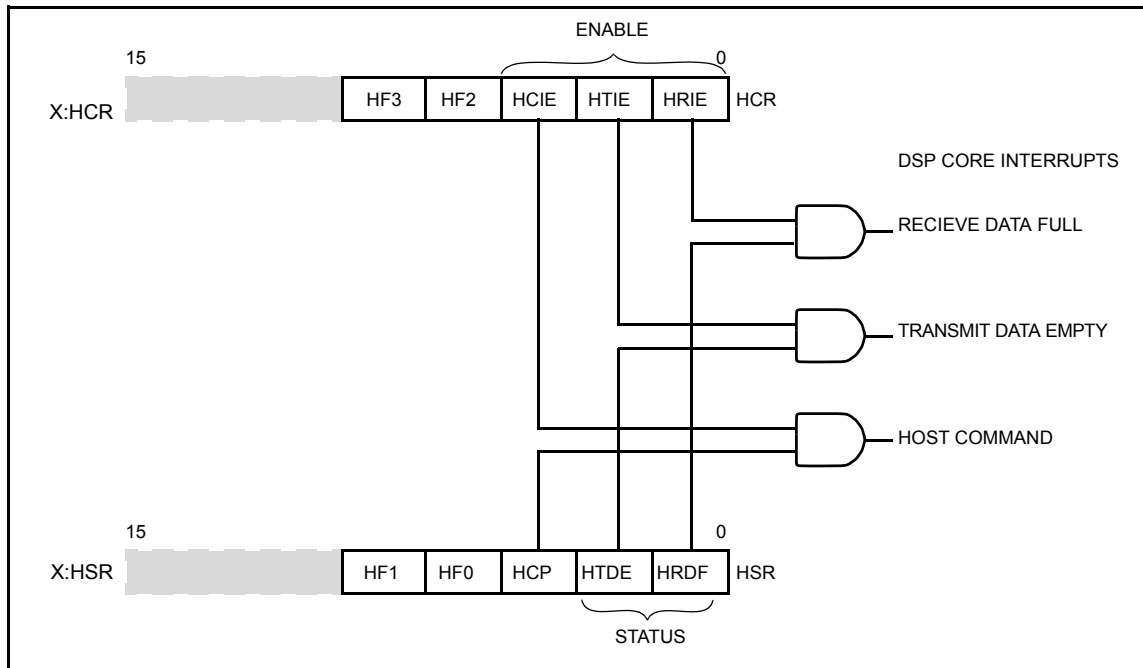 ENABLE
15 0
X:HCR HF3 HF2 HCIE HTIE HRIE HCR
DSP CORE INTERRUPTS
RECIEVE DATA FULL
TRANSMIT DATA EMPTY
HOST COMMAND
15 0
X:HSR HF1 HF0 HCP HTDE HRDF HSR
STATUS